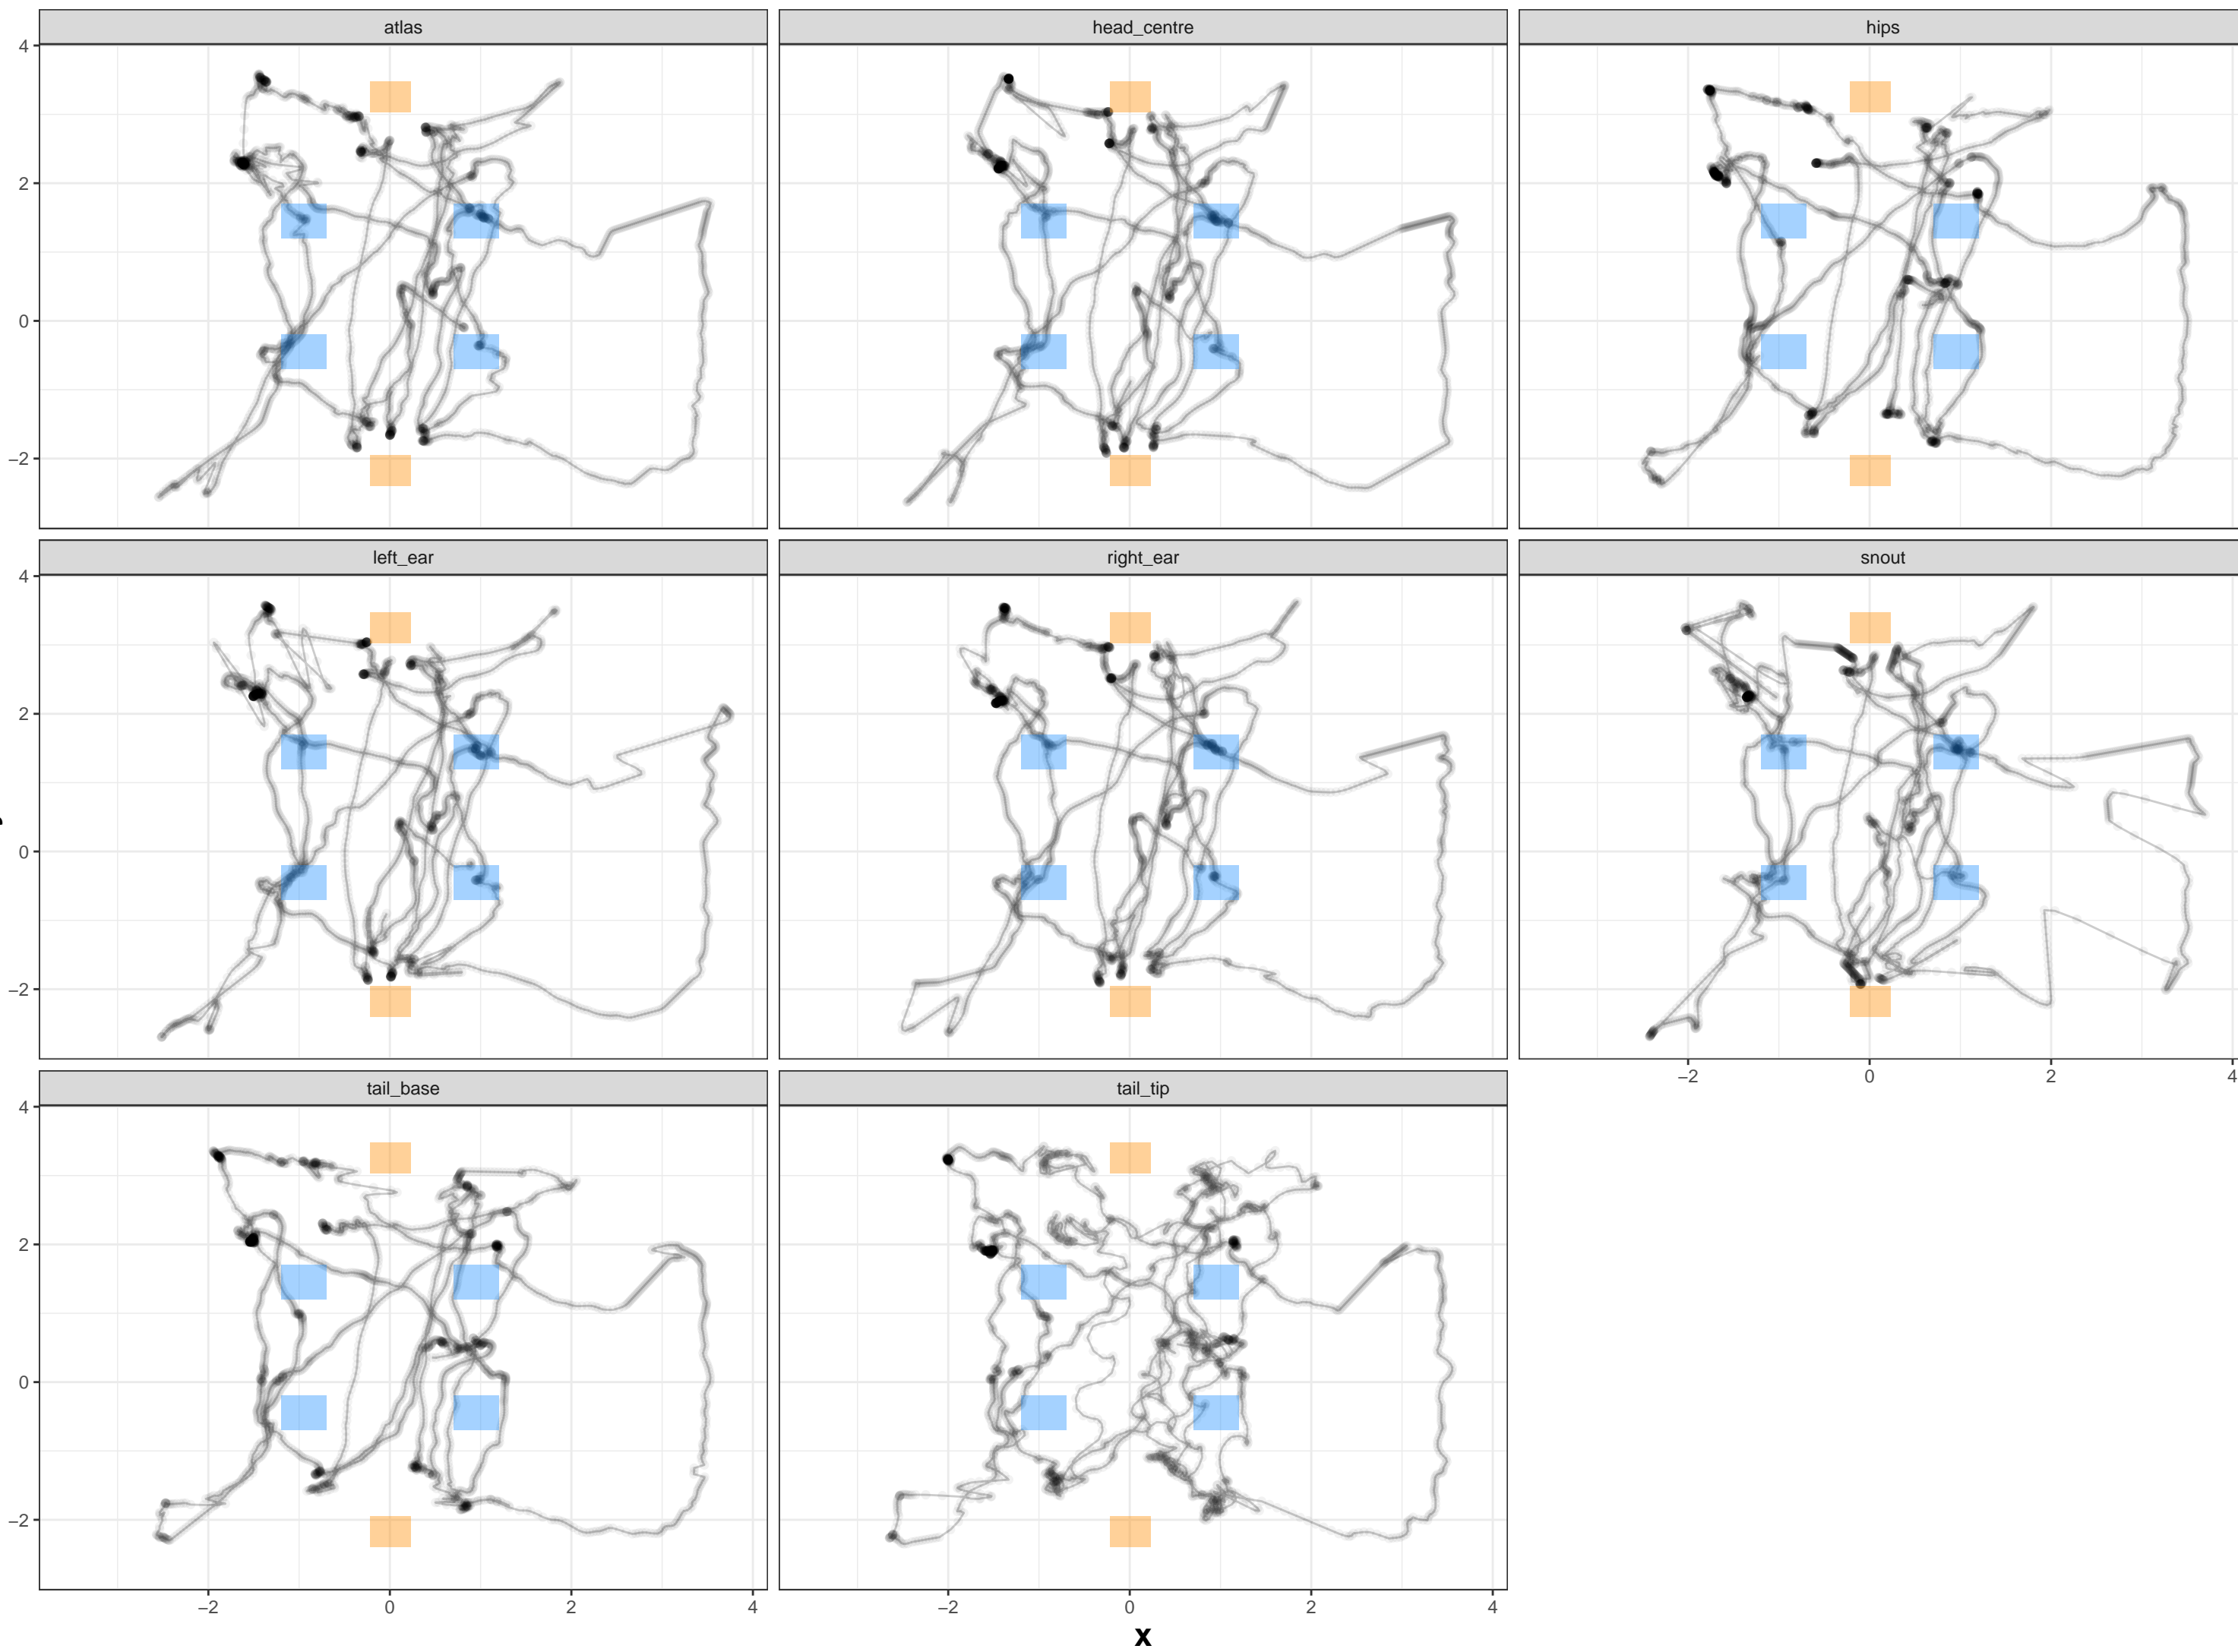 atlas head_centre hips
4
2
0
−2
left_ear right_ear snout
4
2
0
−2
−2 0 2 4
tail_base tail_tip
4
2
0
−2
−2 0 2 4 −2 0 2 4
x